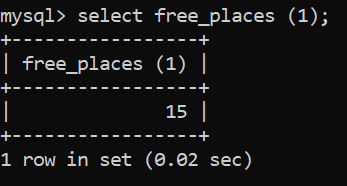 mysql> select free_places (1);
+-----------------+
| free_places (1) |
+-----------------+
|              15 |
+-----------------+
1 row in set (0.02 sec)